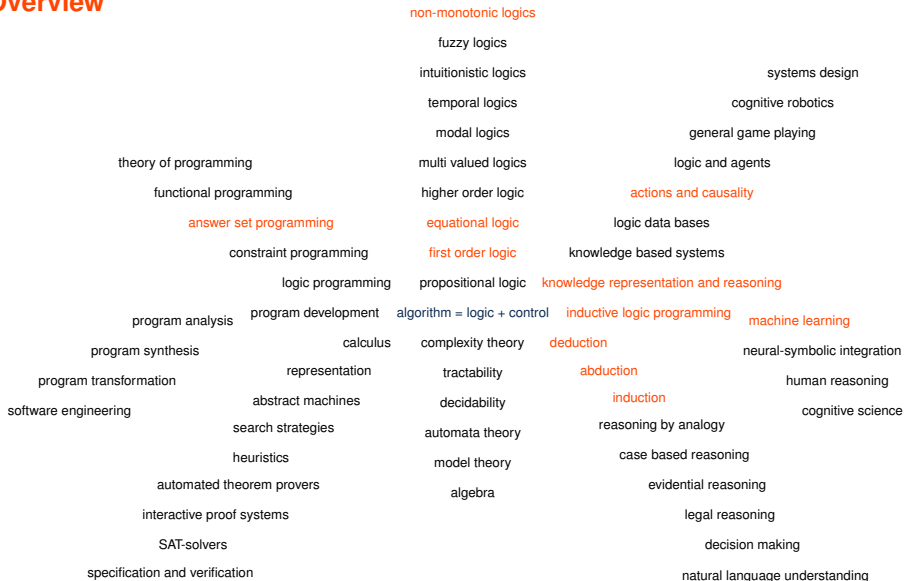 Overview
non-monotonic logics
fuzzy logics
intuitionistic logics systems design
temporal logics cognitive robotics
modal logics general game playing
theory of programming multi valued logics logic and agents
functional programming higher order logic actions and causality
answer set programming equational logic logic data bases
constraint programming first order logic knowledge based systems
logic programming propositional logic knowledge representation and reasoning
program analysis program development algorithm = logic + control inductive logic programming machine learning
program synthesis calculus complexity theory deduction neural-symbolic integration
program transformation representation tractability abduction human reasoning
software engineering abstract machines decidability induction cognitive science
search strategies automata theory reasoning by analogy
heuristics model theory case based reasoning
automated theorem provers algebra evidential reasoning
interactive proof systems legal reasoning
SAT-solvers decision making
specification and verification natural language understanding